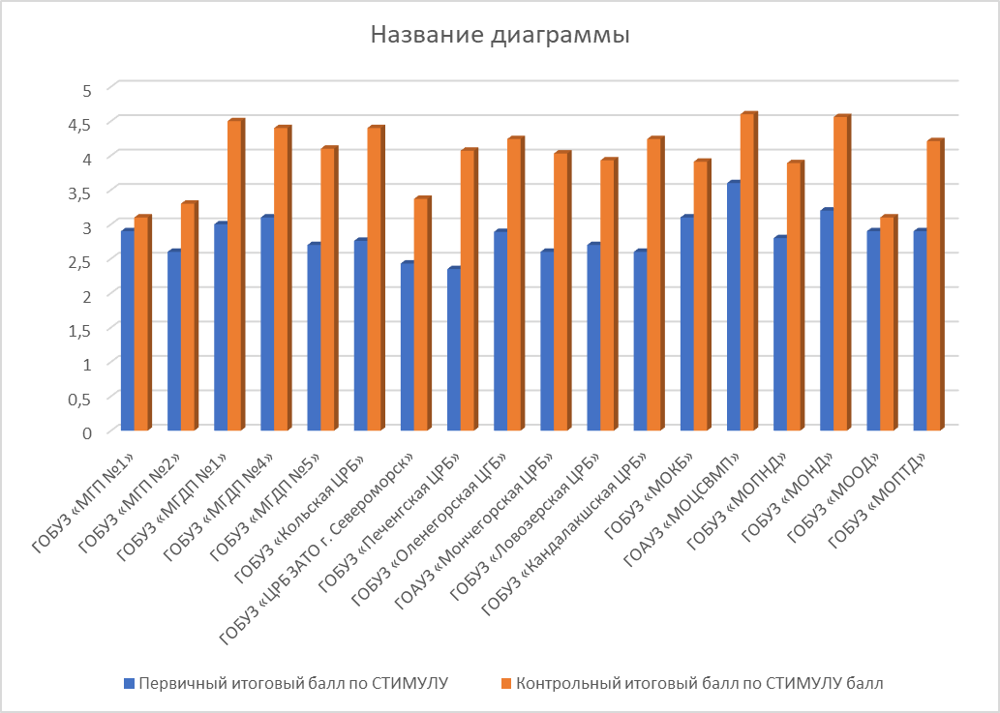 Название диаграммы
5
4,5
4
3,5
3
2,5
2
1,5
1
0,5
0
ГОБУЗ «МГП №1»
ГОБУЗ «МГП №2»
ГОБУЗ «МГДП №1»
ГОБУЗ «МГДП №4»
ГОБУЗ «МГДП №5»
ГОБУЗ «Кольская ЦРБ»
ГОБУЗ «ЦРБ ЗАТО г. Североморск»
ГОБУЗ «Печенгская ЦРБ»
ГОБУЗ «Оленегорская ЦГБ»
ГОАУЗ «Мончегорская ЦРБ»
ГОБУЗ «Ловозерская ЦРБ»
ГОБУЗ «Кандалакшская ЦРБ»
ГОБУЗ «МОКБ»
ГОАУЗ «МОЦСВМП»
ГОБУЗ «МОПНД»
ГОБУЗ «МОНД»
ГОБУЗ «МООД»
ГОБУЗ «МОПТД»
Первичный итоговый балл по СТИМУЛУ
Контрольный итоговый балл по СТИМУЛУ балл